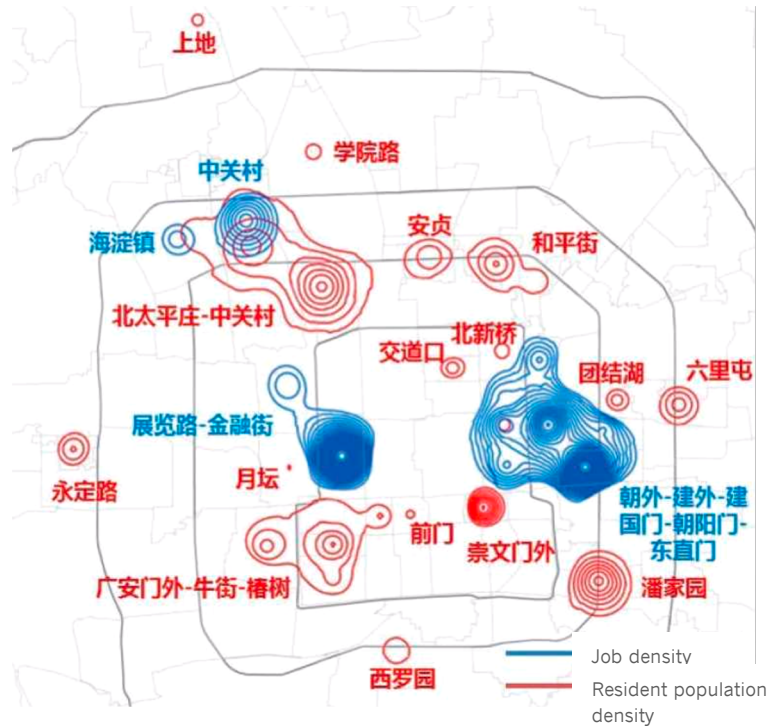 上地
学院路
中关村
海淀镇
安贞
和平街
北太平庄-中关村
北新桥
交道口
团结湖
六里屯
展览路-金融街
月坛
永定路
朝外-建外-建
国门-朝阳门-
东直门
前门
崇文门外
广安门外-牛街-椿树
潘家园
西罗园
Job density
Resident population
density